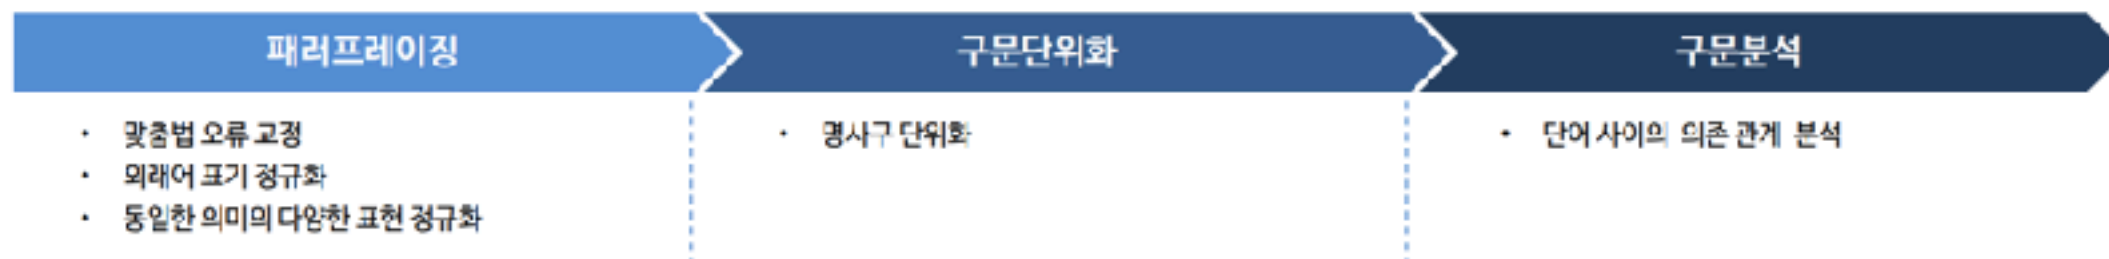 패러프레이징
맞춤법 오류 교정
외래어 표기 정규화
동일한 의미의 다양한 표현 정규화
구문단위화
명사구 단위화
구문분석
단어 사이의 의존 관계 분석